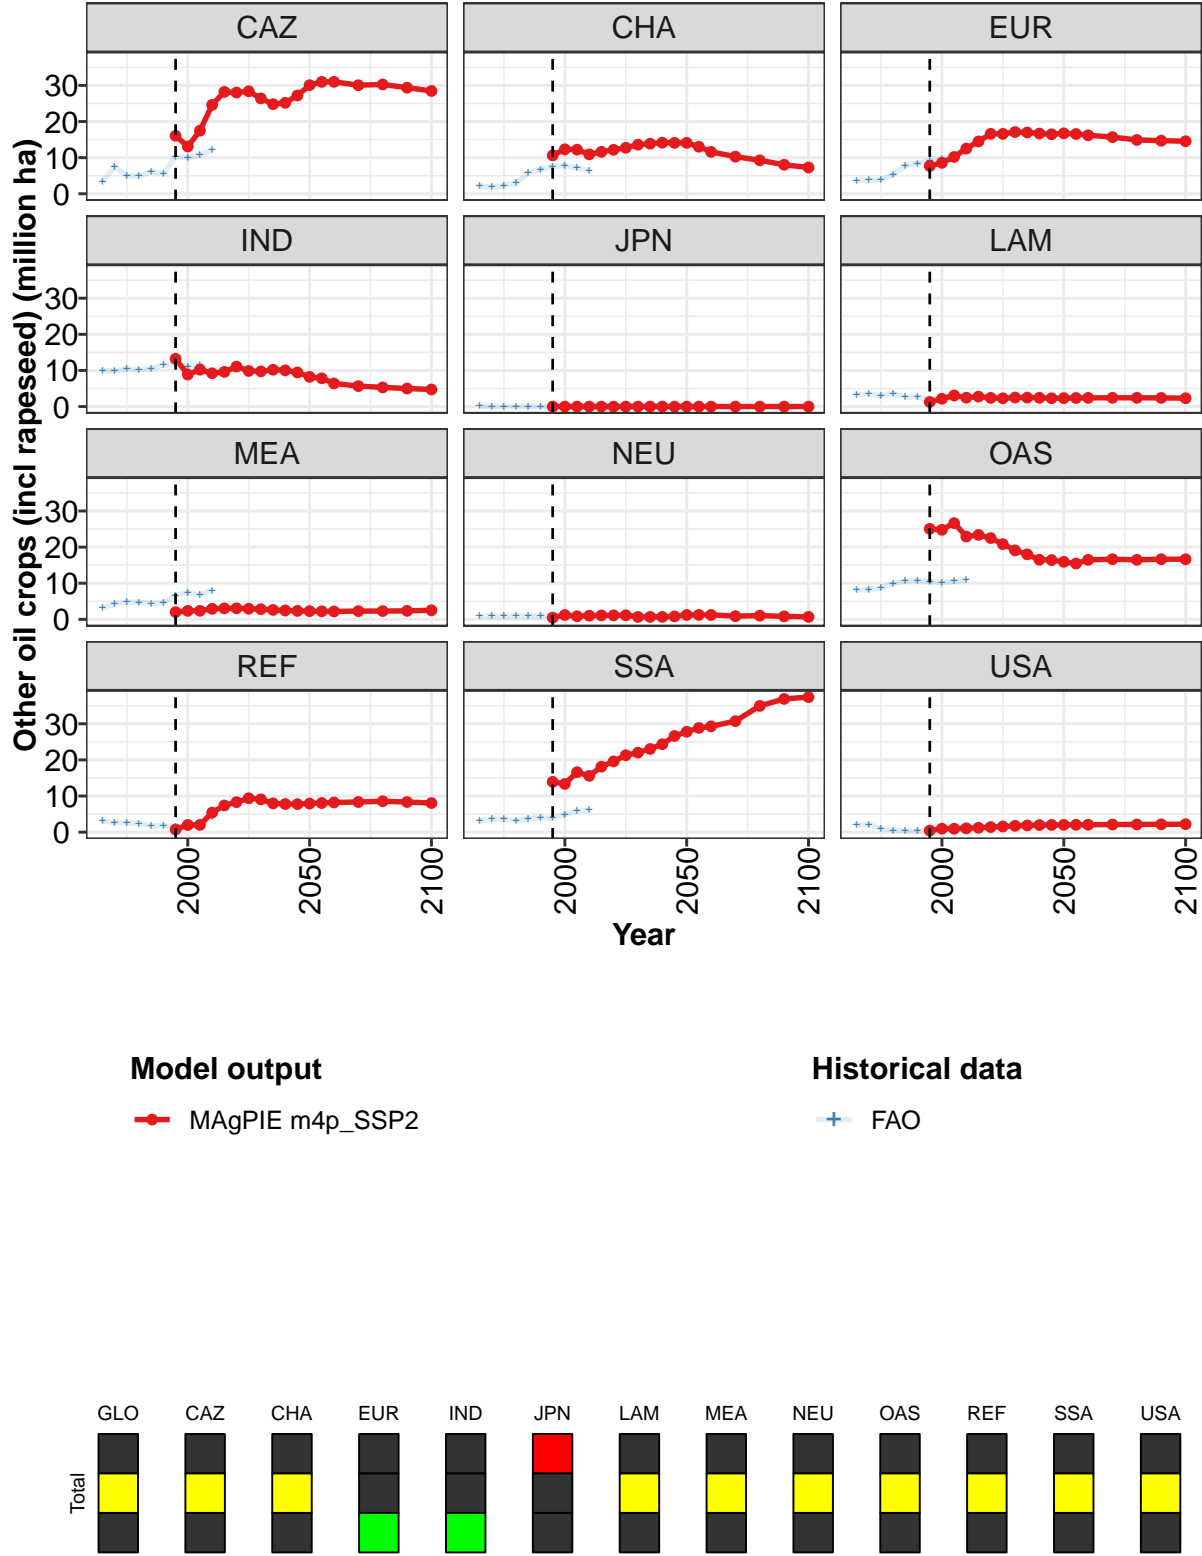 CAZ CHA EUR
30
20
10
0
IND JPN LAM
30
20
10
0
MEA NEU OAS
30
20
10
0
REF SSA USA
30
20
10
0
Other oil crops (incl rapeseed) (million ha)
2000 2050 2100 2000 2050 2100 2000 2050 2100
Year
Model output Historical data
MAgPIE m4p_SSP2 FAO
GLO CAZ CHA EUR IND JPN LAM MEA NEU OAS REF SSA USA
Total